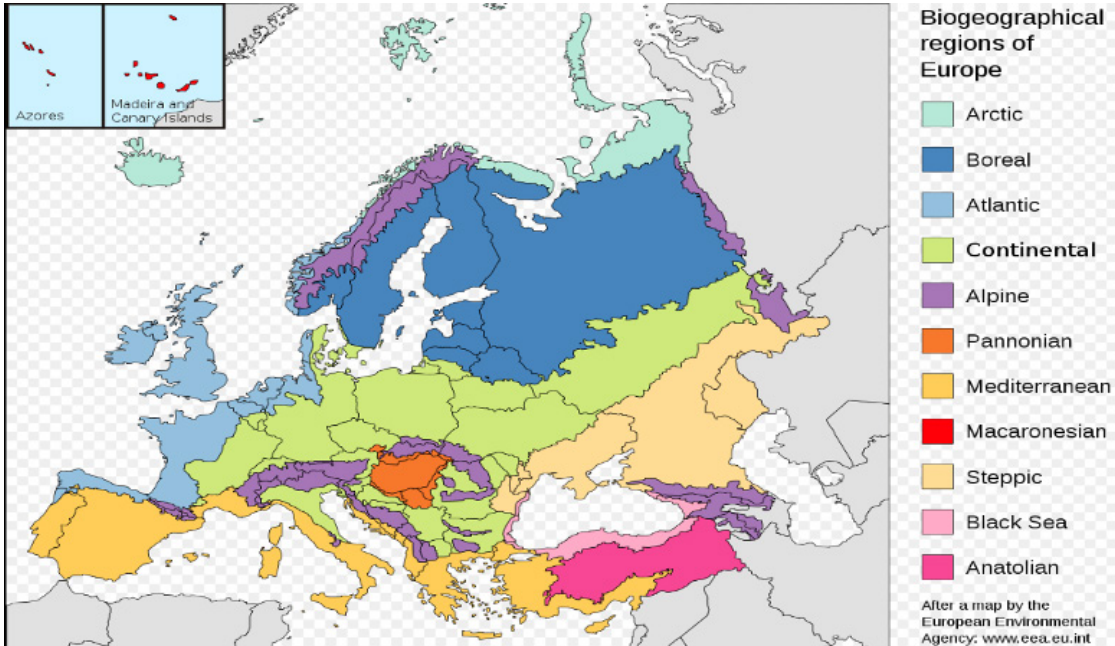 Azores
Madeira and
Canary Islands
Biogeographical
regions of
Europe
Arctic
Boreal
Atlantic
Continental
Alpine
Pannonian
Mediterranean
Macaronesian
Steppic
Black Sea
Anatolian
After a map by the
European Environmental
Agency: www.eea.eu.int